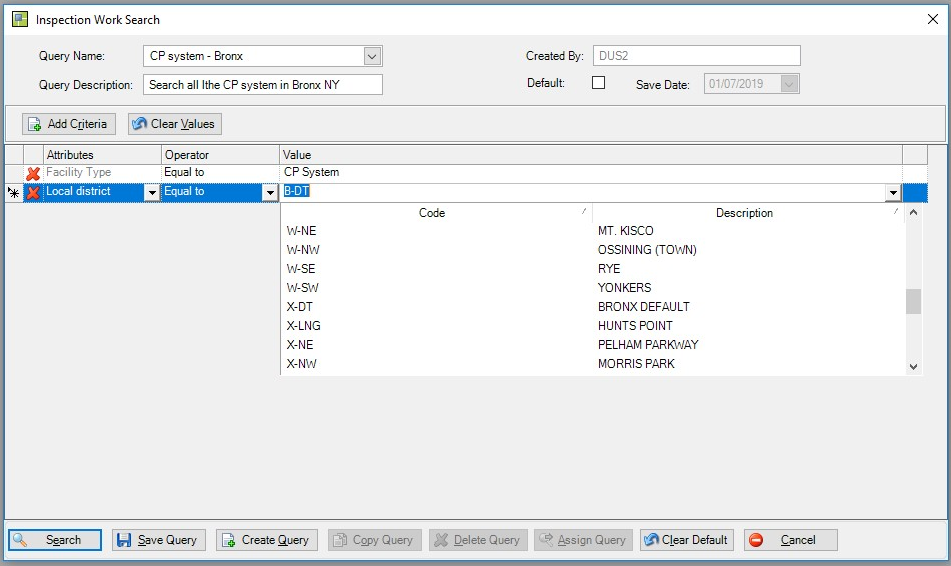 Inspection Work Search
Query Name: CP system - Bronx Created By: DUS2
Query Description: Search all lthe CP system in Bronx NY Default: Save Date: 01/07/2019
Add Criteria Clear Values
Attributes Operator Value
Facility Type Equal to CP System
Local district Equal to B-DT
Code Description
W-NE MT. KISCO
W-NW OSSINING (TOWN)
W-SE RYE
W-SW YONKERS
X-DT BRONX DEFAULT
X-LNG HUNTS POINT
X-NE PELHAM PARKWAY
X-NW MORRIS PARK
Search Save Query Create Query Copy Query Delete Query Assign Query Clear Default Cancel